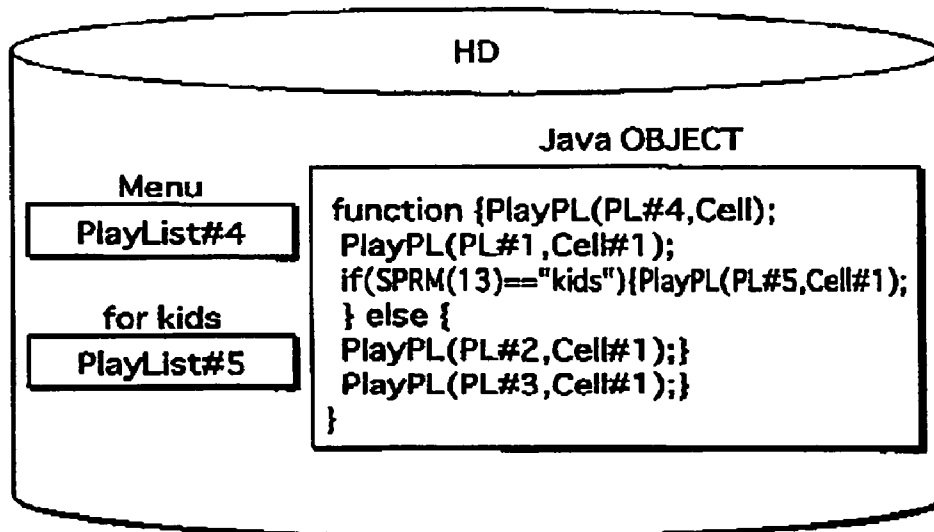 HD
Menu
PlayList#4
for kids
PlayList#5
Java OBJECT
function {PlayPL(PL#4,Cell);
PlayPL(PL#1,Cell#1);
if(SPRM(13)=="kids"){PlayPL(PL#5,Cell#1);
} else {
PlayPL(PL#2,Cell#1);}
PlayPL(PL#3,Cell#1);}
}